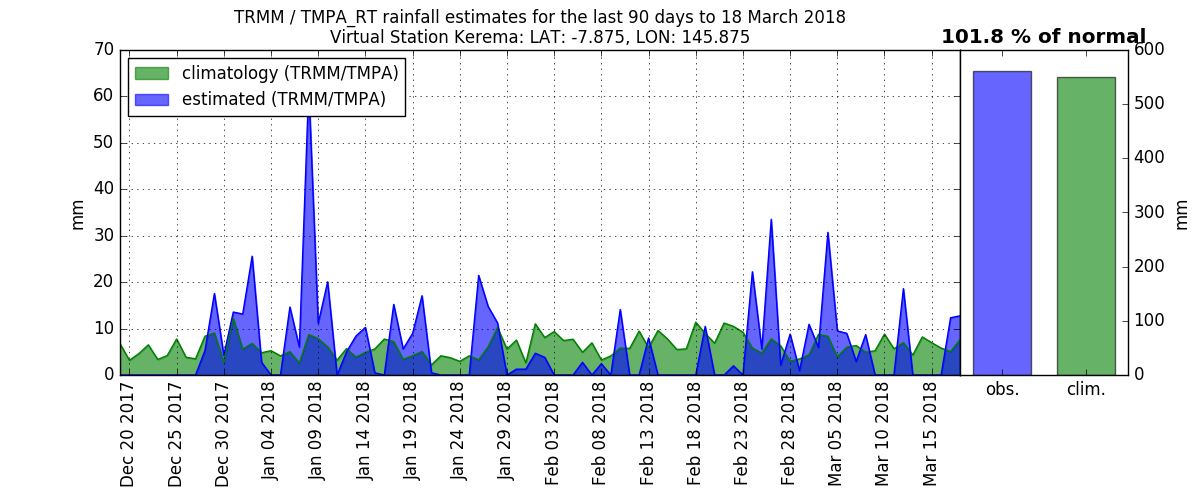 TRMM / TMPA_RT rainfall estimates for the last 90 days to 18 March 2018
Virtual Station Kerema: LAT: -7.875, LON: 145.875
101.8 % of normal
climatology (TRMM/TMPA)
estimated (TRMM/TMPA)
70
60
50
40
30
20
10
0
mm
Dec 20 2017
Dec 25 2017
Dec 30 2017
Jan 04 2018
Jan 09 2018
Jan 14 2018
Jan 19 2018
Jan 24 2018
Jan 29 2018
Feb 03 2018
Feb 08 2018
Feb 13 2018
Feb 18 2018
Feb 23 2018
Feb 28 2018
Mar 05 2018
Mar 10 2018
Mar 15 2018
600
500
400
300
200
100
0
mm
obs.
clim.